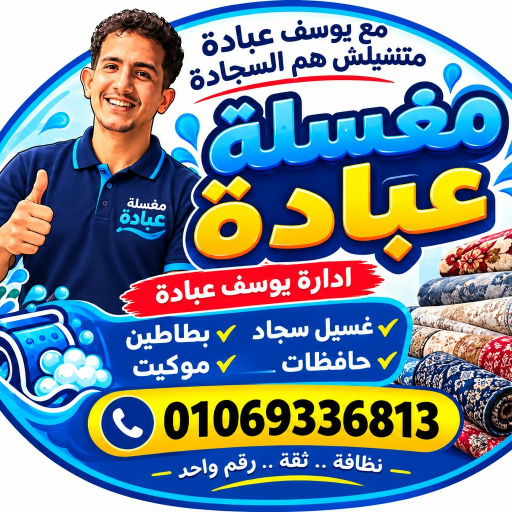 مع يوسف عبادة
متشيلش هم السجادة
مغسلة
عبادة
مغسلة
عبادة
ادارة يوسف عبادة
✓ غسيل سجاد ✓ بطاطين
✓ حافظات ✓ موكيت
01069336813
نظافة .. ثقة .. رقم واحد